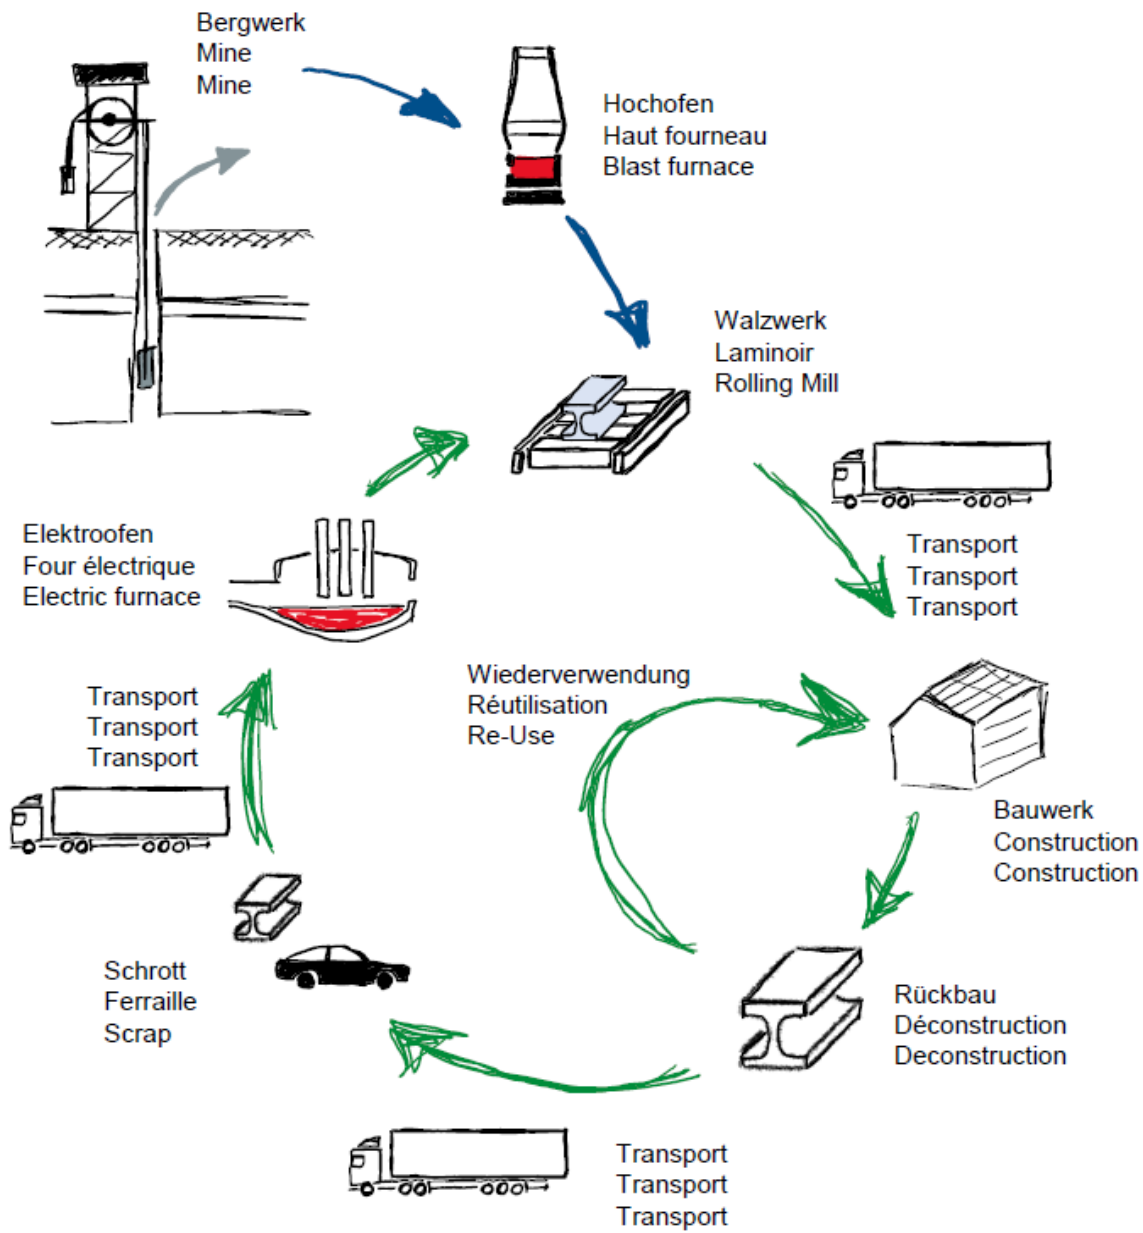 Bergwerk
Mine
Mine
Hochofen
Haut fourneau
Blast furnace
Walzwerk
Laminoir
Rolling Mill
Transport
Transport
Transport
Elektroofen
Four électrique
Electric furnace
Wiederverwendung
Réutilisation
Re-Use
Transport
Transport
Transport
Bauwerk
Construction
Construction
Schrott
Ferraille
Scrap
Rückbau
Déconstruction
Deconstruction
Transport
Transport
Transport